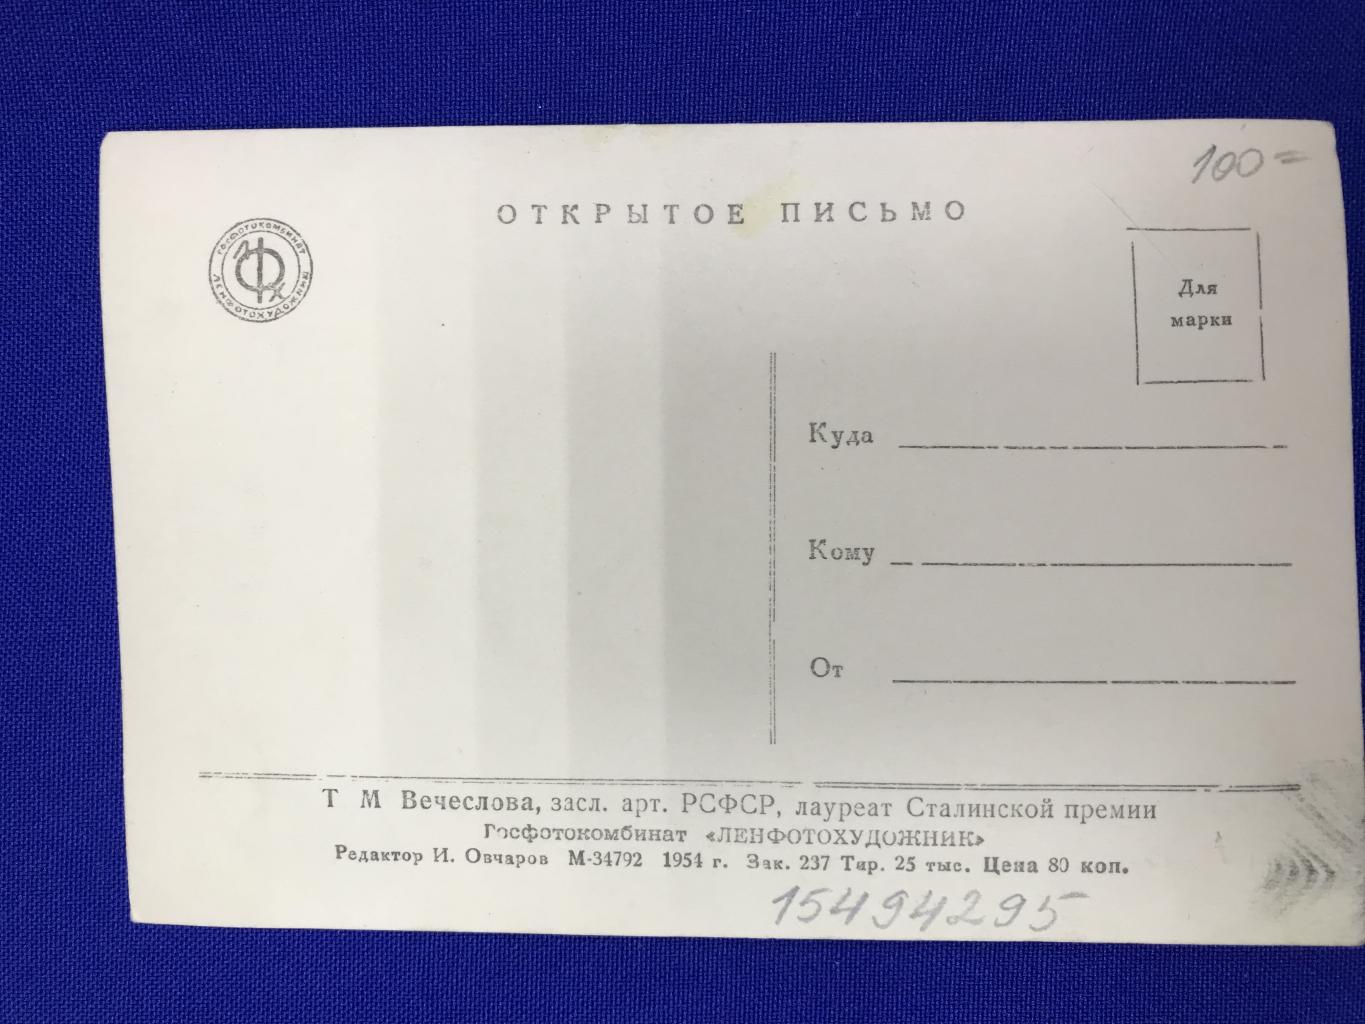 100=
ОТКРЫТОЕ ПИСЬМО
ГОСФОТОКОМБИНАТ
ЛЕНФОТОХУДОЖНИК
Для
марки
Куда
Кому
От
Т М Вечеслова, засл. арт. РСФСР, лауреат Сталинской премии
Госфотокомбинат «ЛЕНФОТОХУДОЖНИК»
Редактор И. Овчаров М-34792 1954 г. Зак. 237 Тир. 25 тыс. Цена 80 коп.
15494295